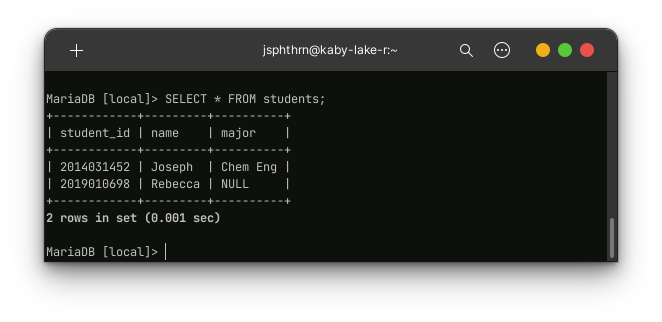 jsphthrn@kaby-lake-r:~
MariaDB [local]> SELECT * FROM students;
+------------+---------+----------+
| student_id | name    | major    |
+------------+---------+----------+
| 2014031452 | Joseph  | Chem Eng |
| 2019010698 | Rebecca | NULL     |
+------------+---------+----------+
2 rows in set (0.001 sec)
MariaDB [local]>